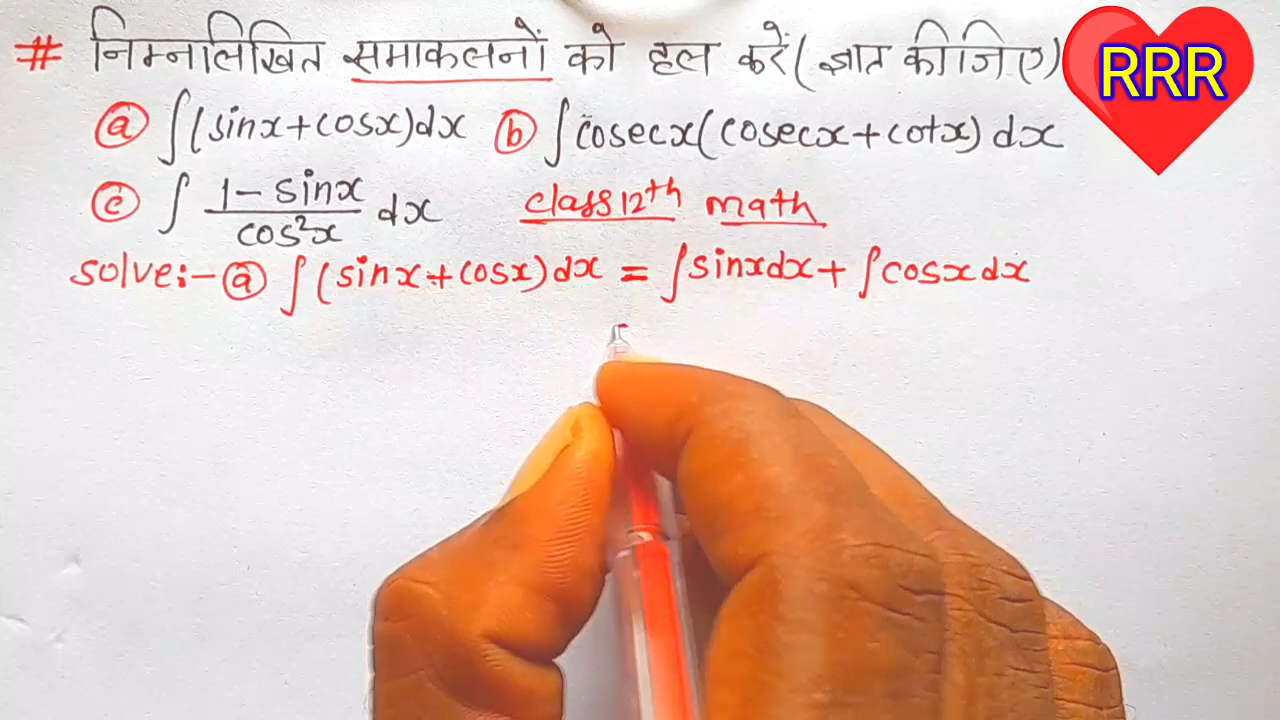 # निम्नलिखित समाकलनों को हल करें (ज्ञात कीजिए)
RRR
ⓐ ∫(sinx+cosx)dx ⓑ ∫cosecx(cosecx+cotx) dx
ⓒ ∫ (1-sinx)/(cos²x) dx class 12th math
Solve:- ⓐ ∫(sinx+cosx)dx = ∫sinxdx+∫cosxdx